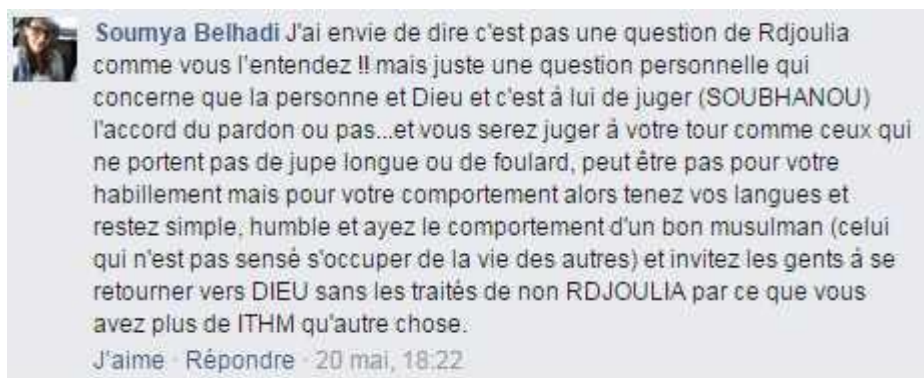 Soumya Belhadi J'ai envie de dire c'est pas une question de Rdjoulia
comme vous l'entendez !! mais juste une question personnelle qui
concerne que la personne et Dieu et c'est à lui de juger (SOUBHANOU)
l'accord du pardon ou pas...et vous serez juger à votre tour comme ceux qui
ne portent pas de jupe longue ou de foulard, peut être pas pour votre
habillement mais pour votre comportement alors tenez vos langues et
restez simple, humble et ayez le comportement d'un bon musulman (celui
qui n'est pas sensé s'occuper de la vie des autres) et invitez les gents à se
retourner vers DIEU sans les traités de non RDJOULIA par ce que vous
avez plus de ITHM qu'autre chose.
J'aime · Répondre · 20 mai, 18:22